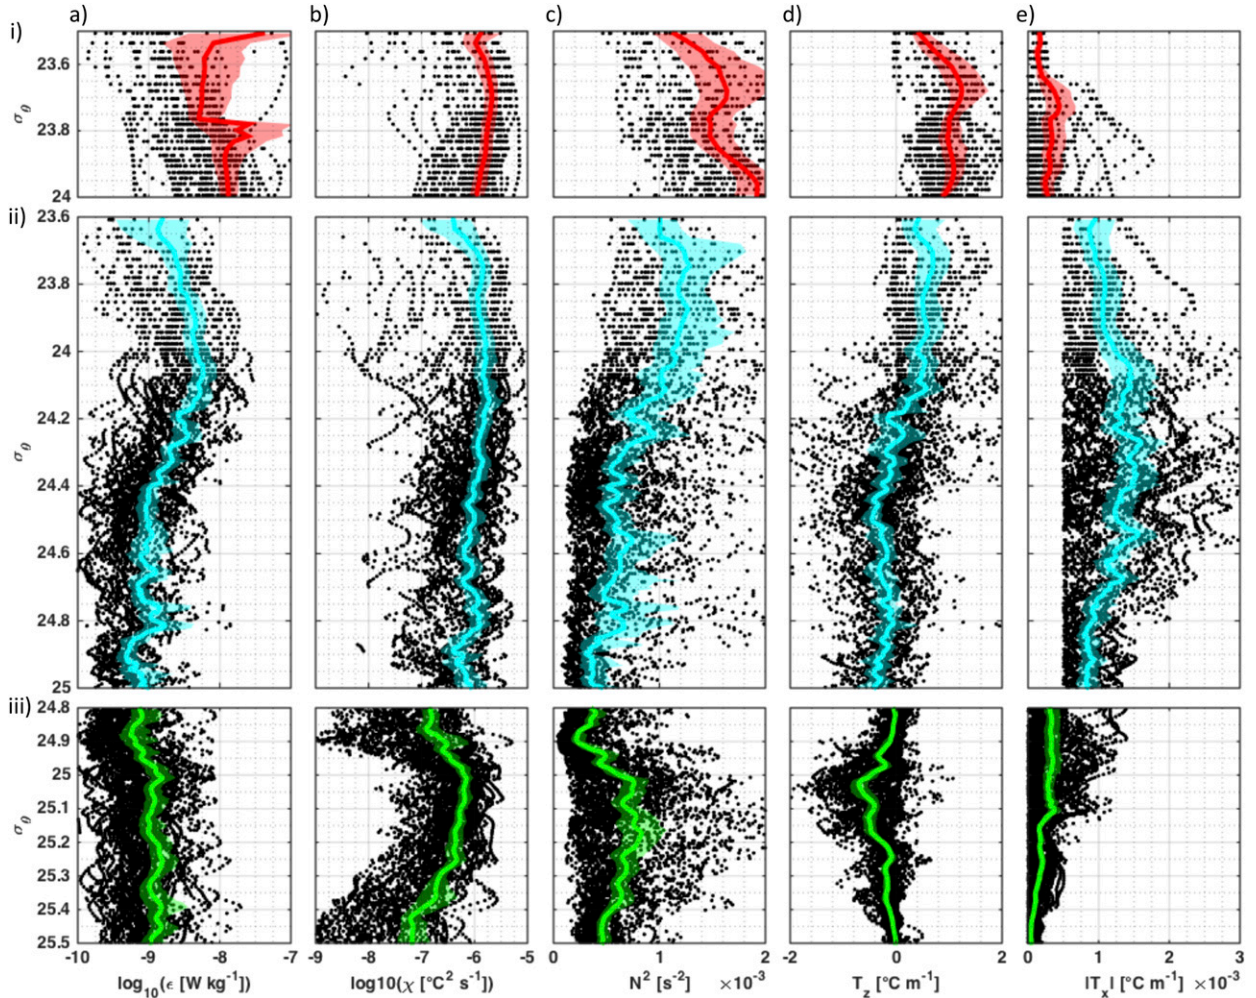 a) b) c) d) e)
i)
23.6
23.8
24
σθ
ii)
23.6
23.8
24
24.2
24.4
24.6
24.8
25
σθ
iii)
24.8
24.9
25
25.1
25.2
25.3
25.4
25.5
σθ
-10 -9 -8 -7
-9 -8 -7 -6 -5
0 1 2
-2 0 2
0 1 2 3
log10(ϵ [W kg-1])
log10(χ [°C2 s-1])
N2 [s-2] ×10-3
Tz [°C m-1]
|Tx| [°C m-1] ×10-3